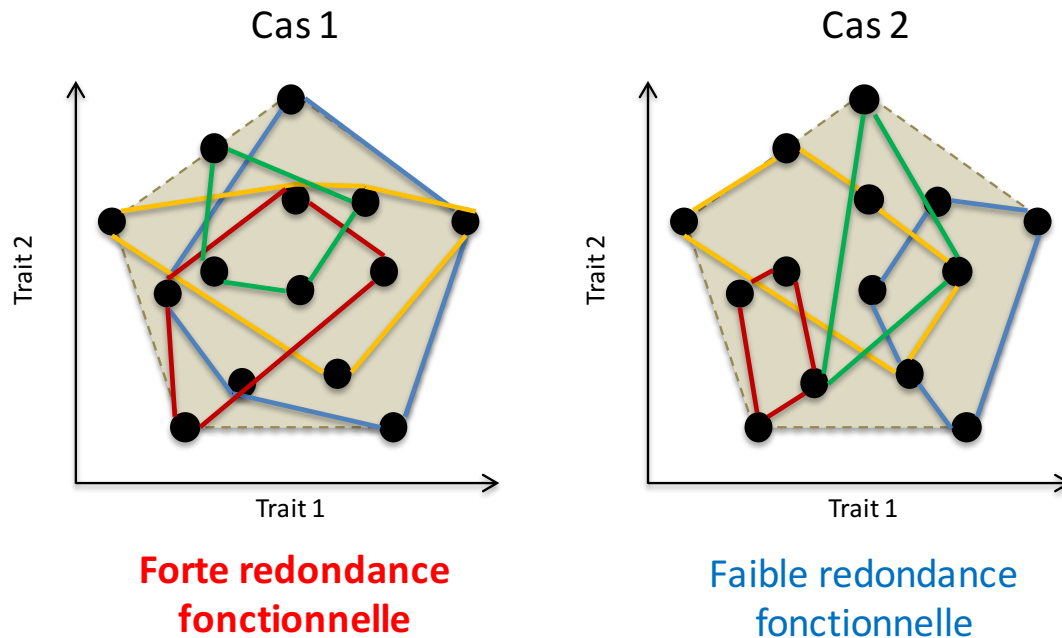 Cas 1
Cas 2
Trait 2
Trait 2
Trait 1
Trait 1
Forte redondance
fonctionnelle
Faible redondance
fonctionnelle